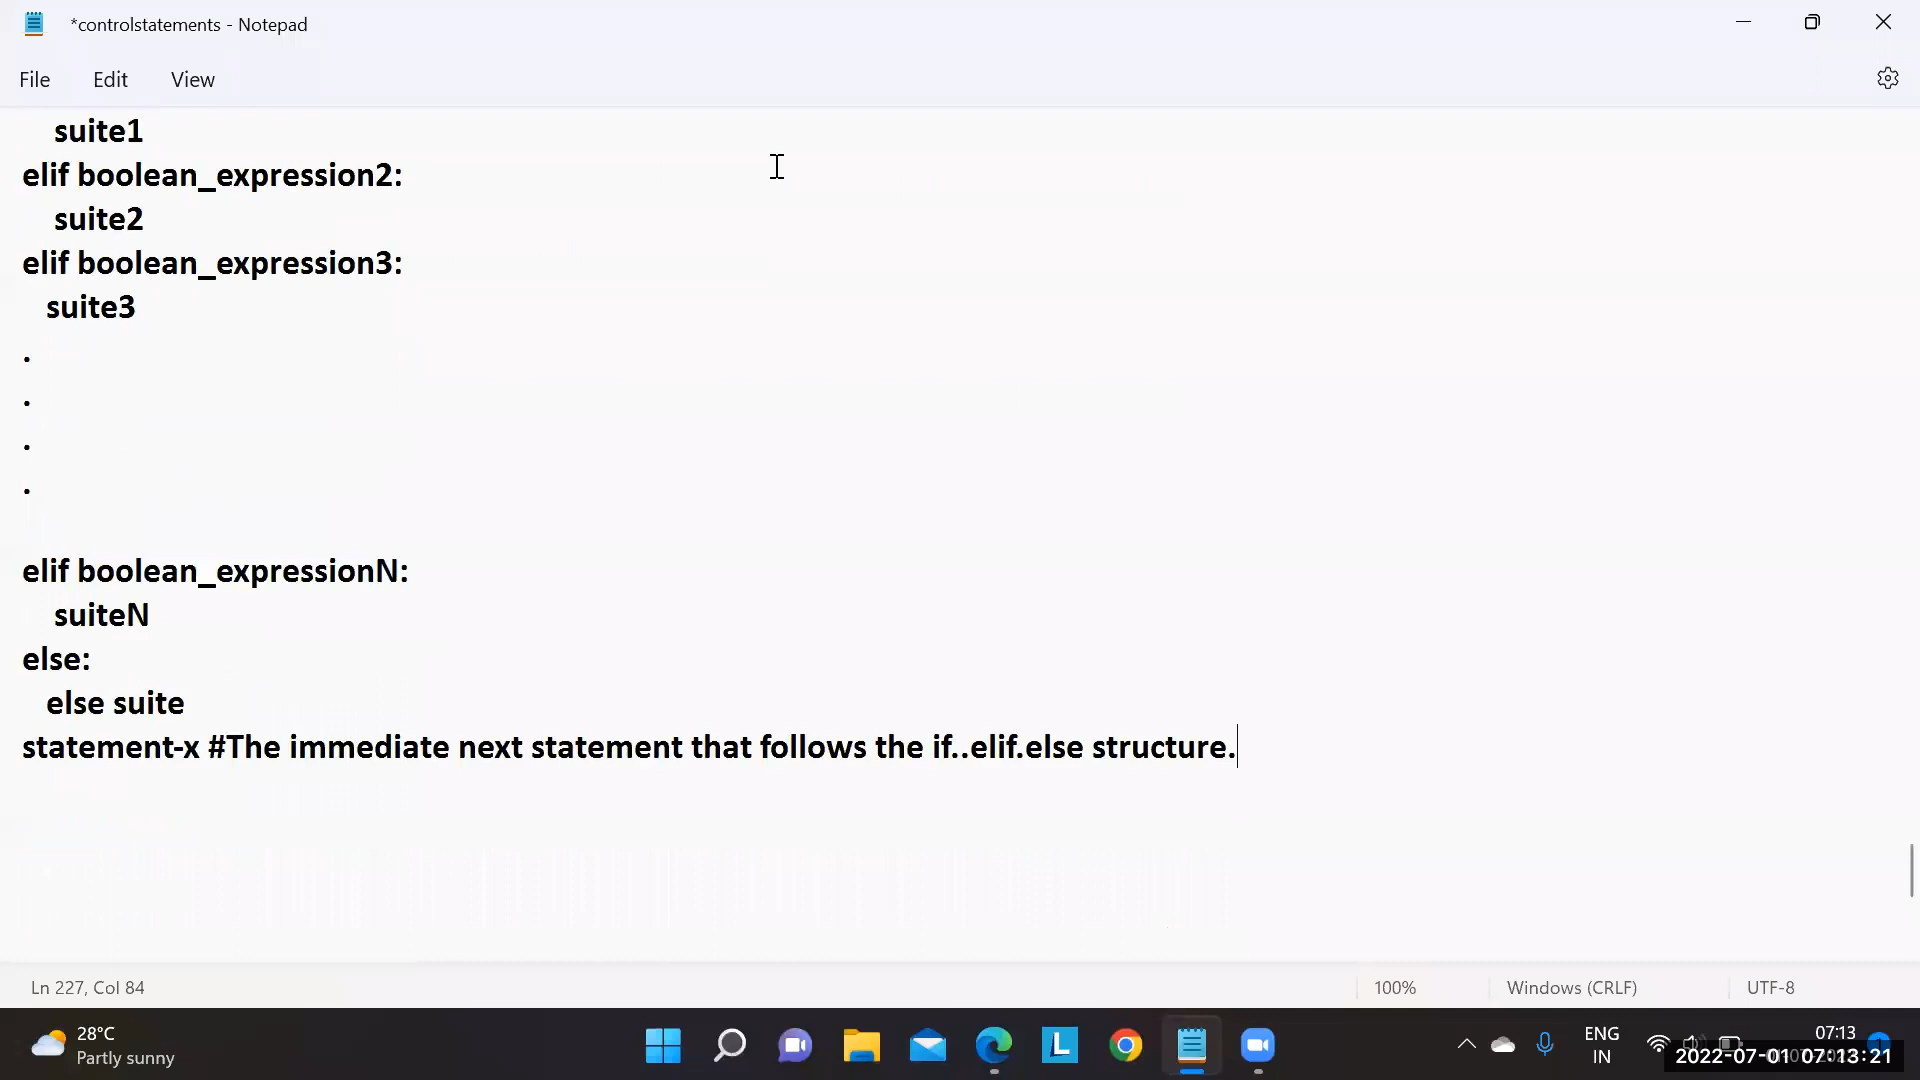 *controlstatements - Notepad
File Edit View
suite1
elif boolean_expression2:
suite2
elif boolean_expression3:
suite3
.
.
.
.
elif boolean_expressionN:
suiteN
else:
else suite
statement-x #The immediate next statement that follows the if..elif.else structure.
Ln 227, Col 84 100% Windows (CRLF) UTF-8
28°C
Partly sunny
ENG
IN
07:13
2022-07-01 07:13:21